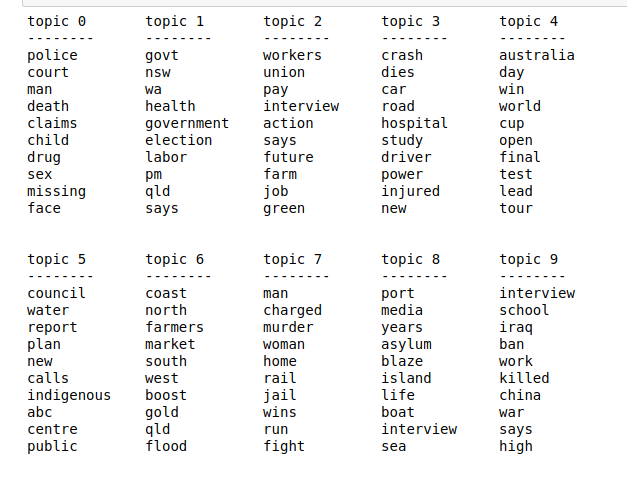 topic 0 topic 1 topic 2 topic 3 topic 4
-------- -------- -------- -------- --------
police govt workers crash australia
court nsw union dies day
man wa pay car win
death health interview road world
claims government action hospital cup
child election says study open
drug labor future driver final
sex pm farm power test
missing qld job injured lead
face says green new tour
topic 5 topic 6 topic 7 topic 8 topic 9
-------- -------- -------- -------- --------
council coast man port interview
water north charged media school
report farmers murder years iraq
plan market woman asylum ban
new south home blaze work
calls west rail island killed
indigenous boost jail life china
abc gold wins boat war
centre qld run interview says
public flood fight sea high